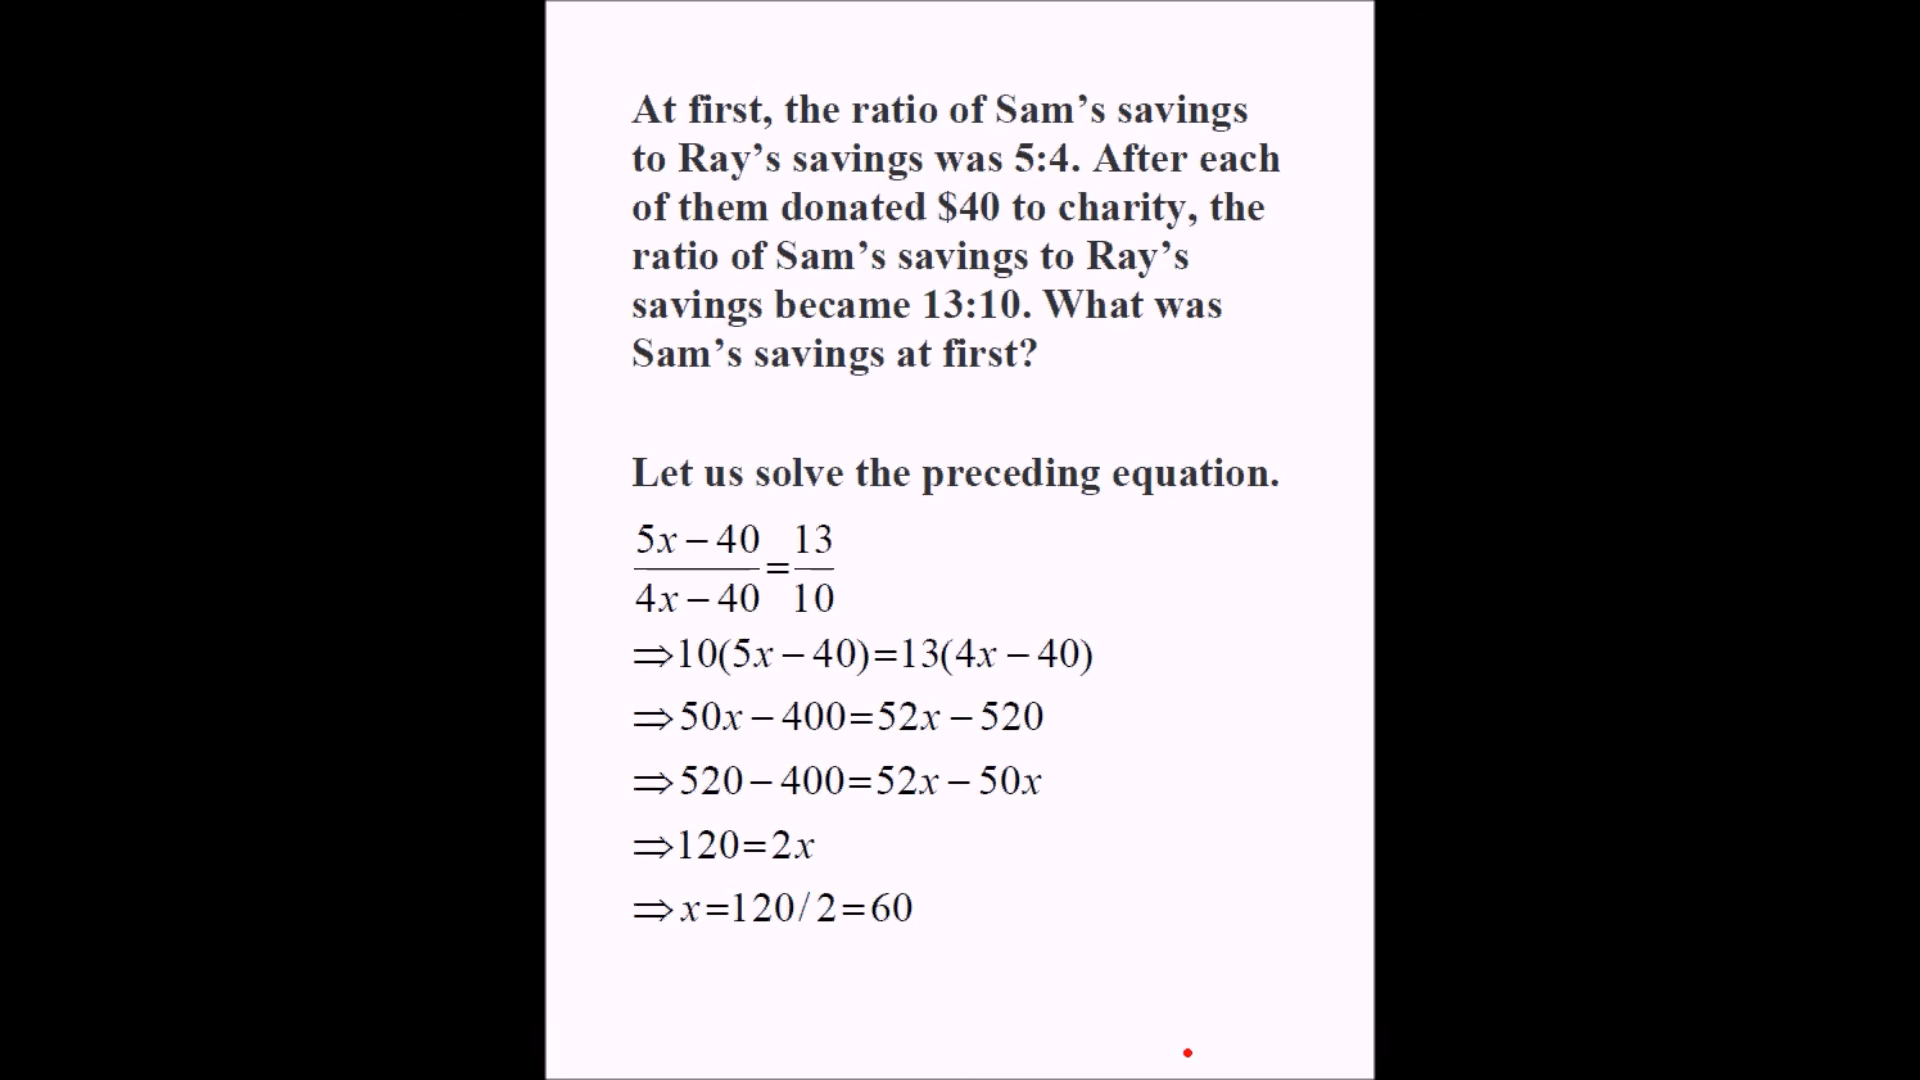 At first, the ratio of Sam’s savings
to Ray’s savings was 5:4. After each
of them donated $40 to charity, the
ratio of Sam’s savings to Ray’s
savings became 13:10. What was
Sam’s savings at first?
Let us solve the preceding equation.
5x – 40 / 4x – 40 = 13 / 10
⇒10(5x – 40)=13(4x – 40)
⇒50x – 400=52x – 520
⇒520 – 400=52x – 50x
⇒120=2x
⇒x=120/2=60